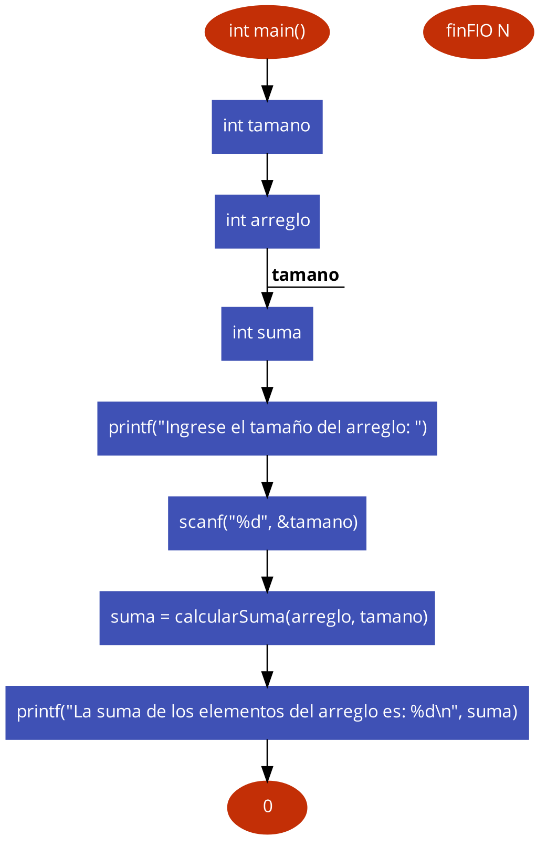 int main()
finFIO N
int tamano
int arreglo
tamano
int suma
printf("Ingrese el tamaño del arreglo: ")
scanf("%d", &tamano)
suma = calcularSuma(arreglo, tamano)
printf("La suma de los elementos del arreglo es: %d\n", suma)
0